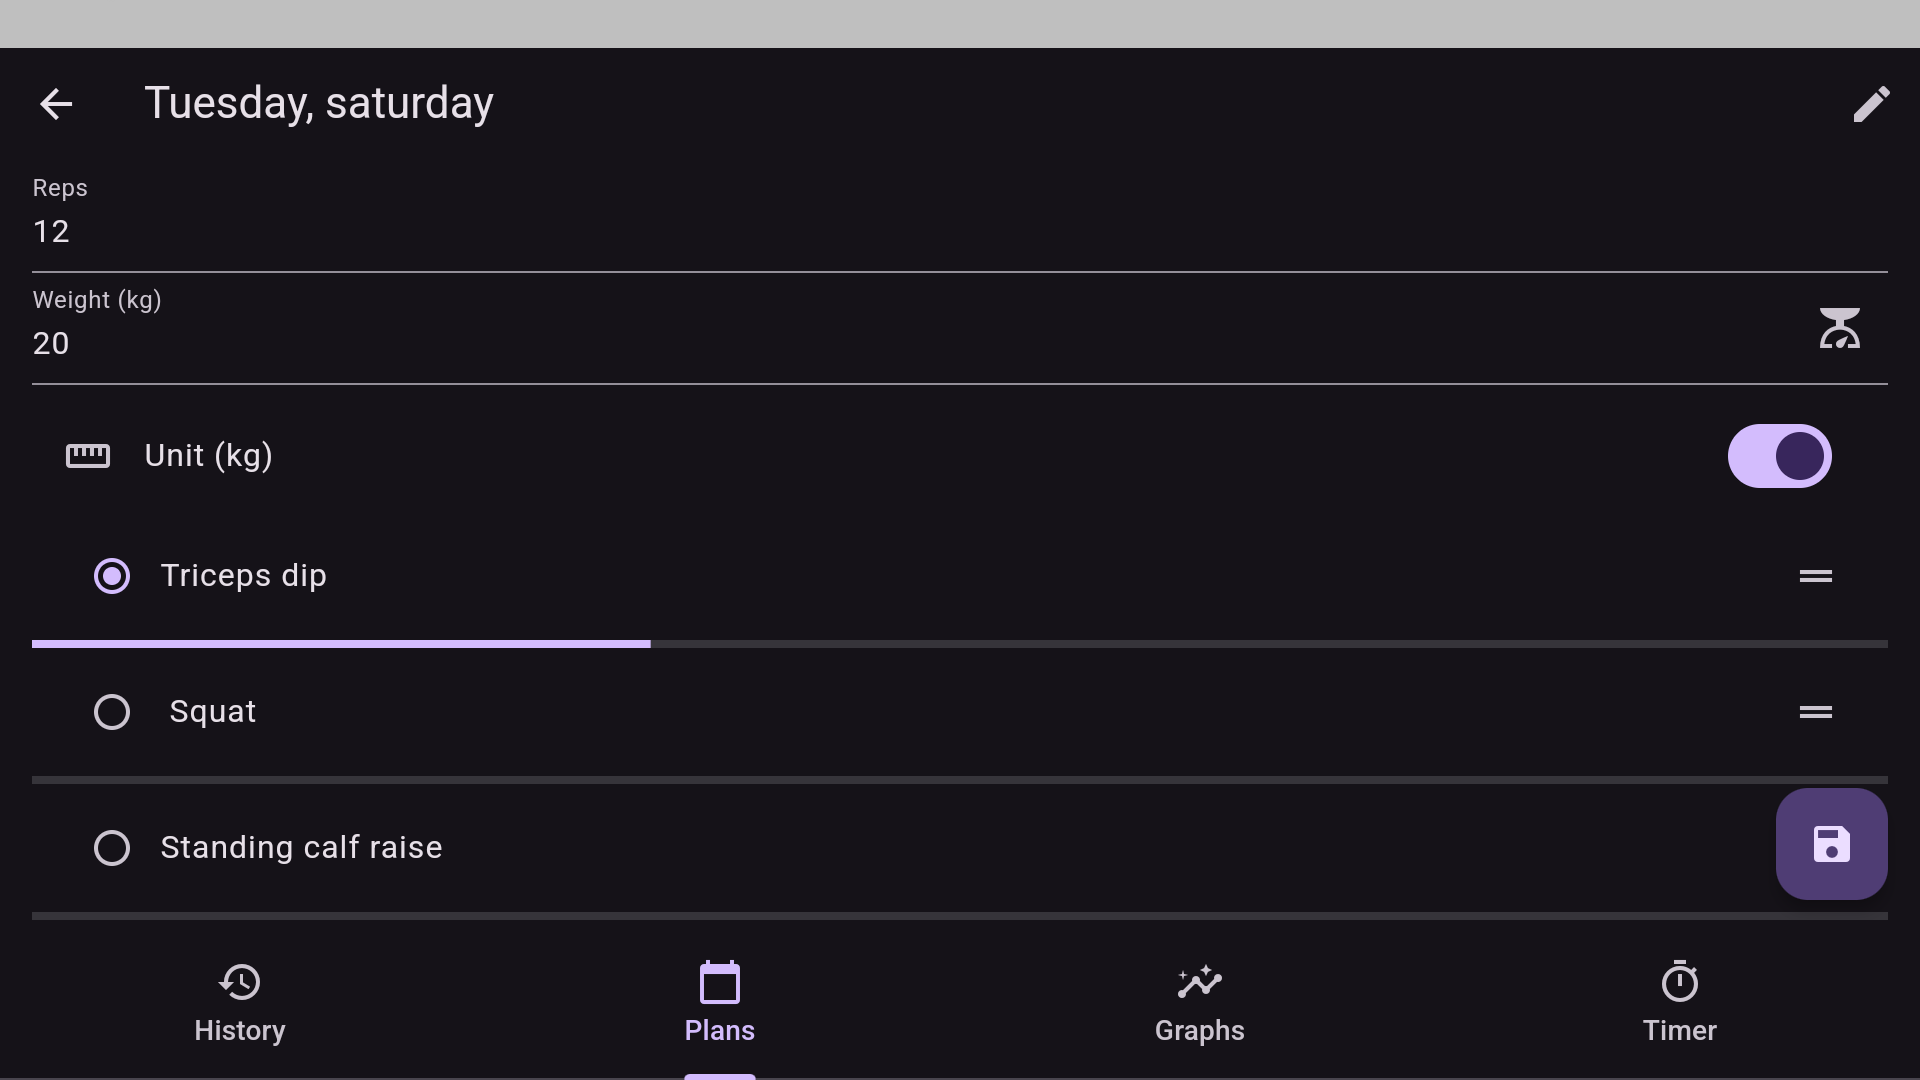 Tuesday, saturday
Reps
12
Weight (kg)
20
Unit (kg)
Triceps dip
Squat
Standing calf raise
History
Plans
Graphs
Timer